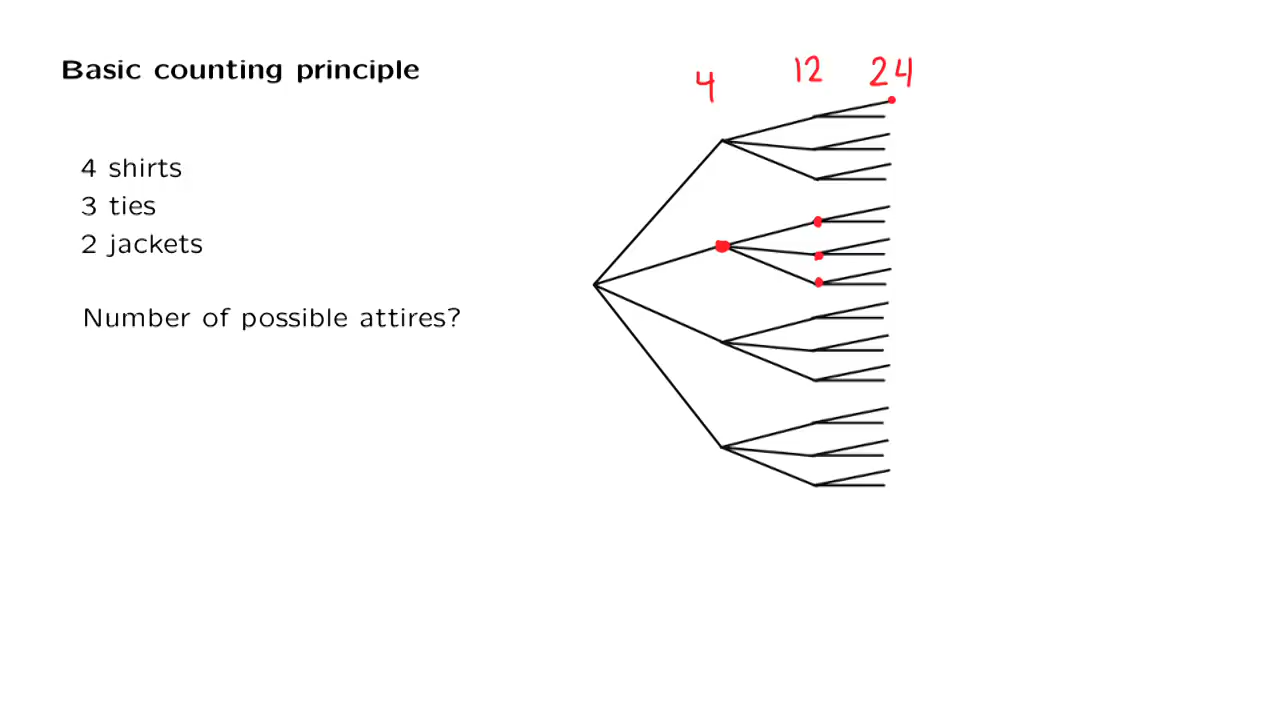 Basic counting principle
4 12 24
4 shirts
3 ties
2 jackets
Number of possible attires?